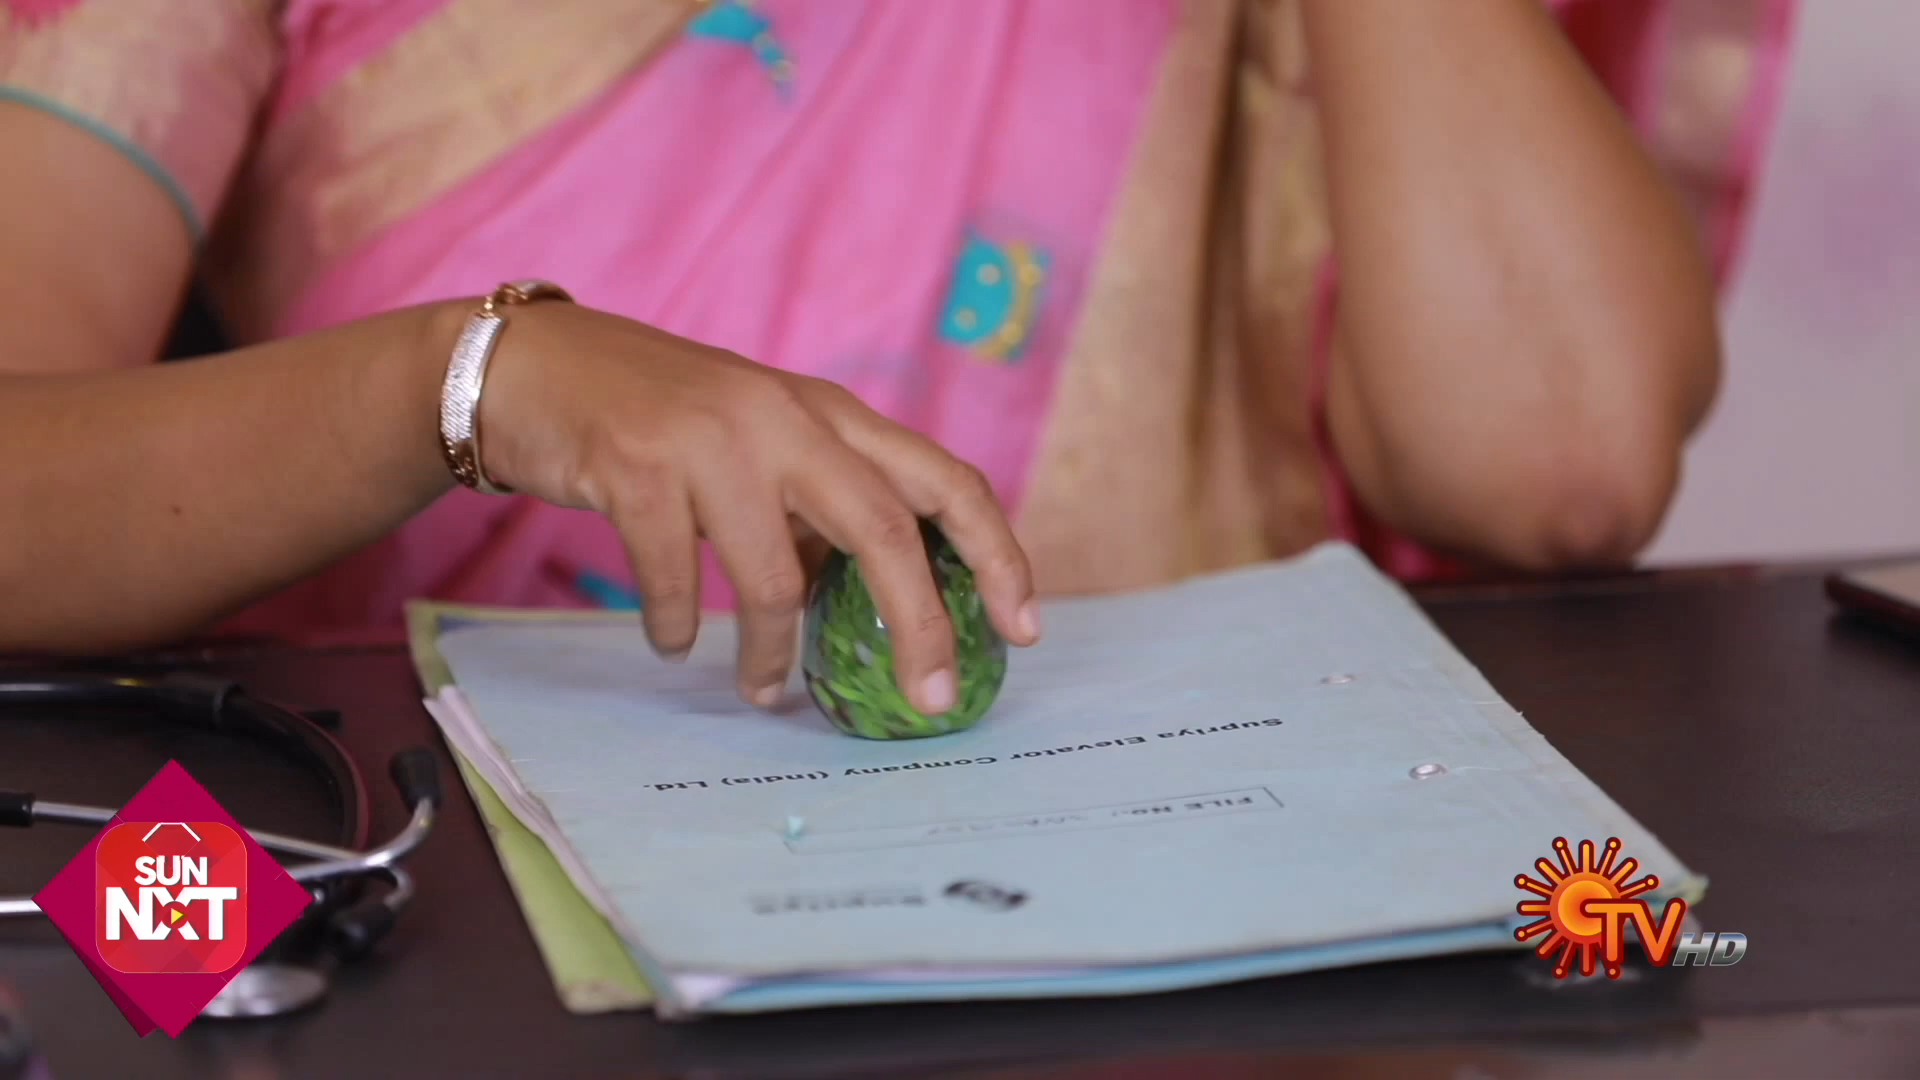 Supriya Elevator Company (India) Ltd.
FILE No.:
SUN
NXT
TV HD